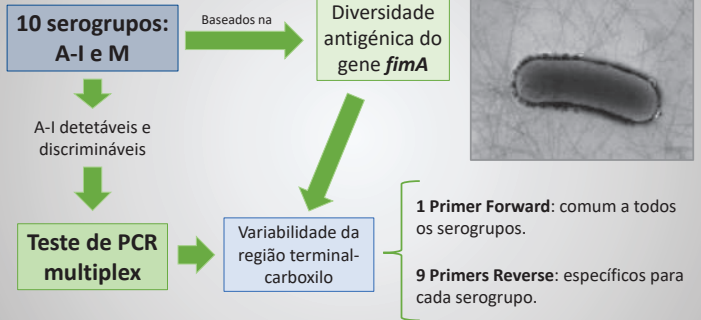 10 serogrupos:
A-I e M
Baseados na
Diversidade
antigénica do
gene fimA
A-I detetáveis e
discrimináveis
Teste de PCR
multiplex
Variabilidade da
região terminal-
carboxilo
1 Primer Forward: comum a todos
os serogrupos.
9 Primers Reverse: específicos para
cada serogrupo.